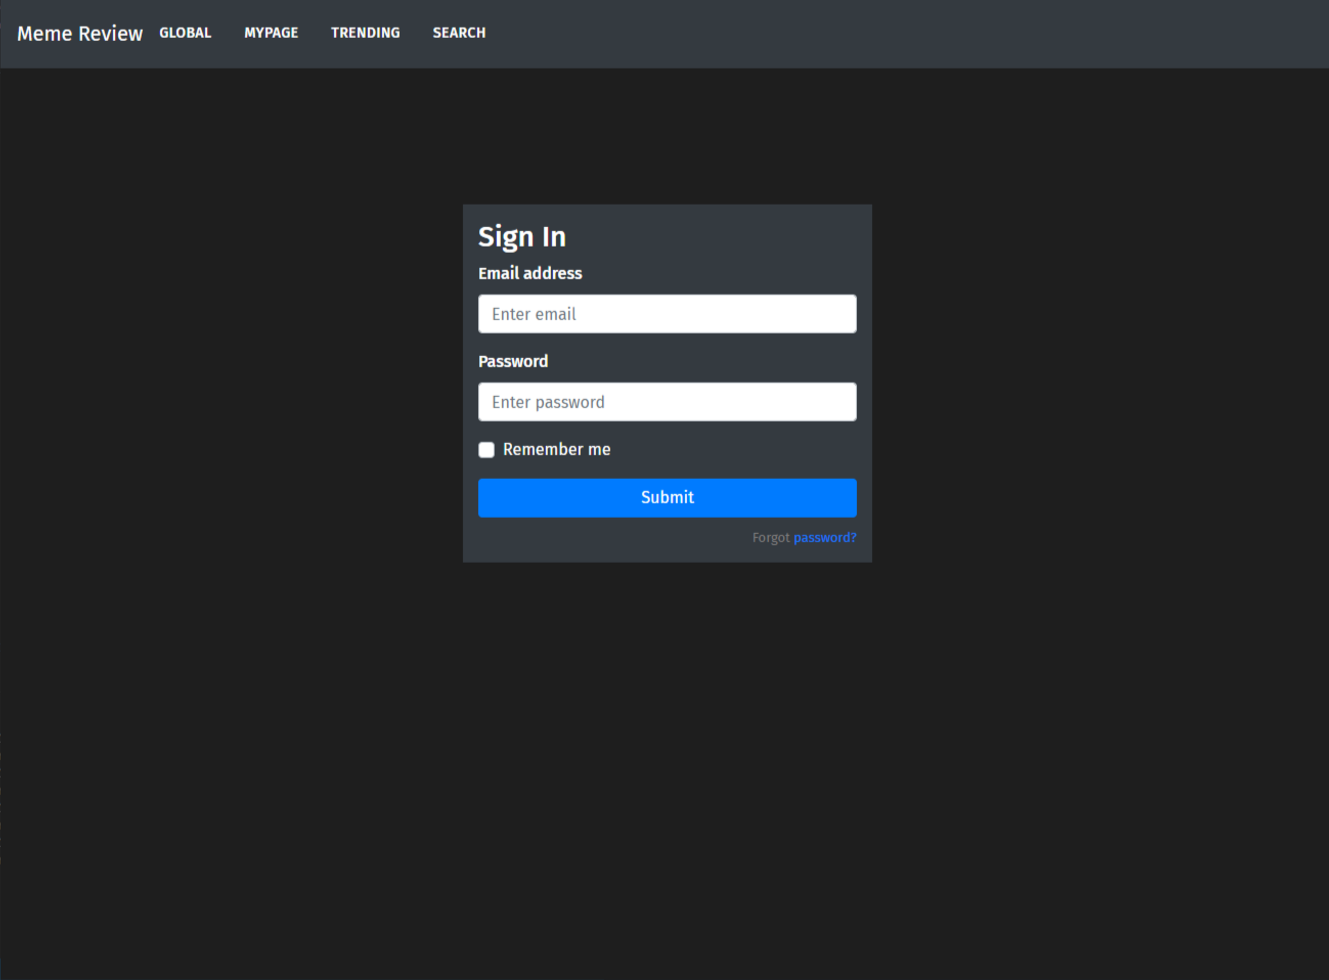 Meme Review GLOBAL MYPAGE TRENDING SEARCH
Sign In
Email address
Enter email
Password
Enter password
Remember me
Submit
Forgot password?